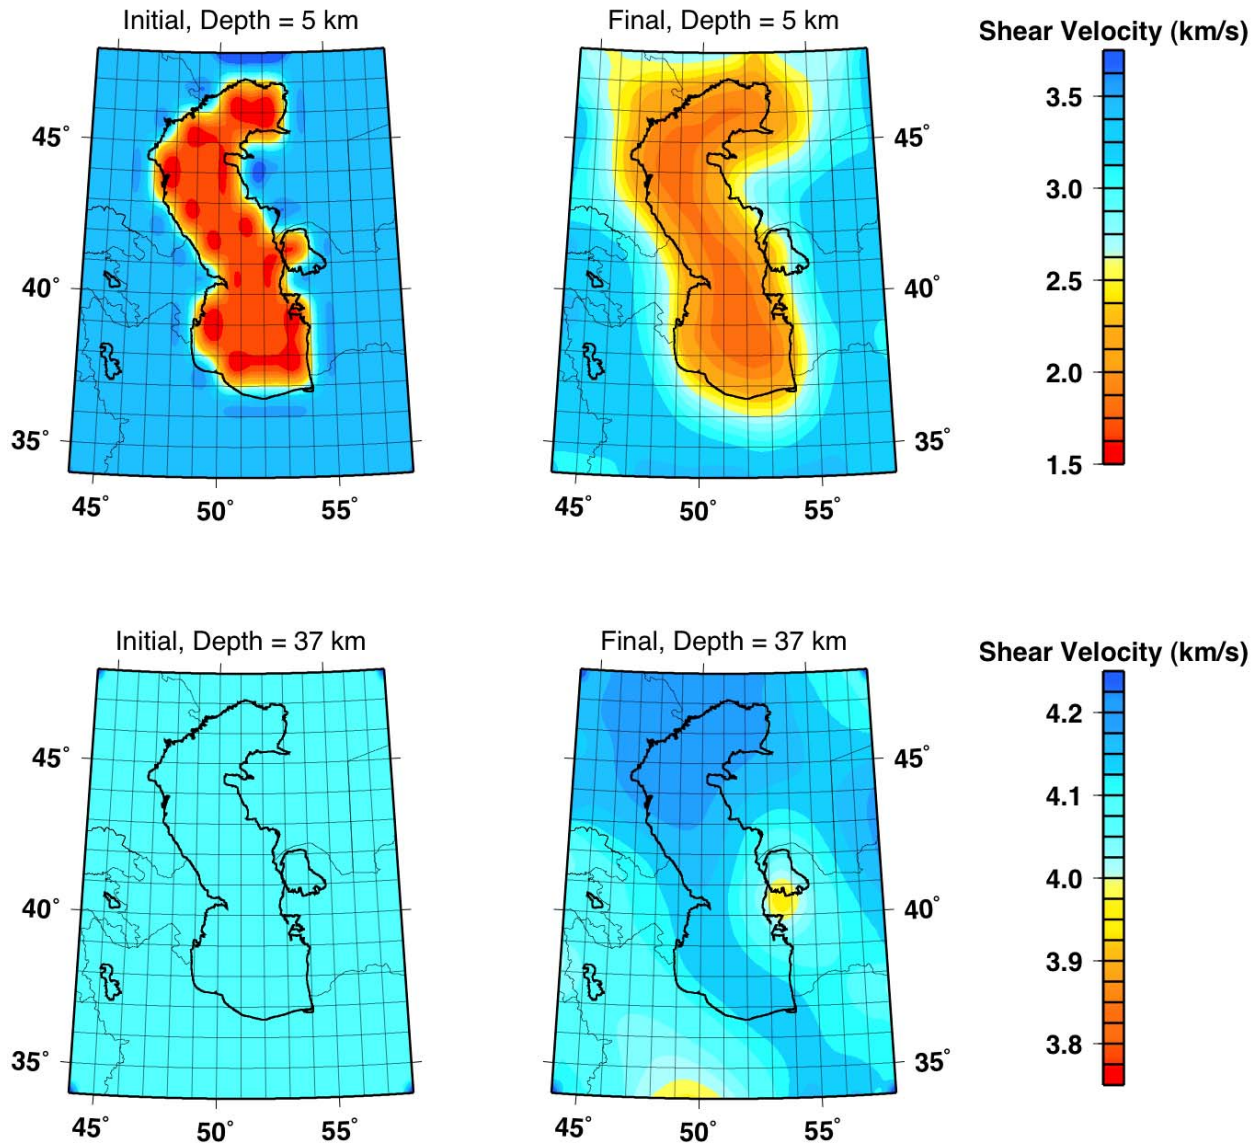 Initial, Depth = 5 km
Final, Depth = 5 km
Shear Velocity (km/s)
45° 45° 3.5
3.0
40° 40° 2.5
2.0
35° 35° 1.5
45° 50° 55° 45° 50° 55°
Initial, Depth = 37 km
Final, Depth = 37 km
Shear Velocity (km/s)
45° 45° 4.2
4.1
40° 40° 4.0
3.9
35° 35° 3.8
45° 50° 55° 45° 50° 55°